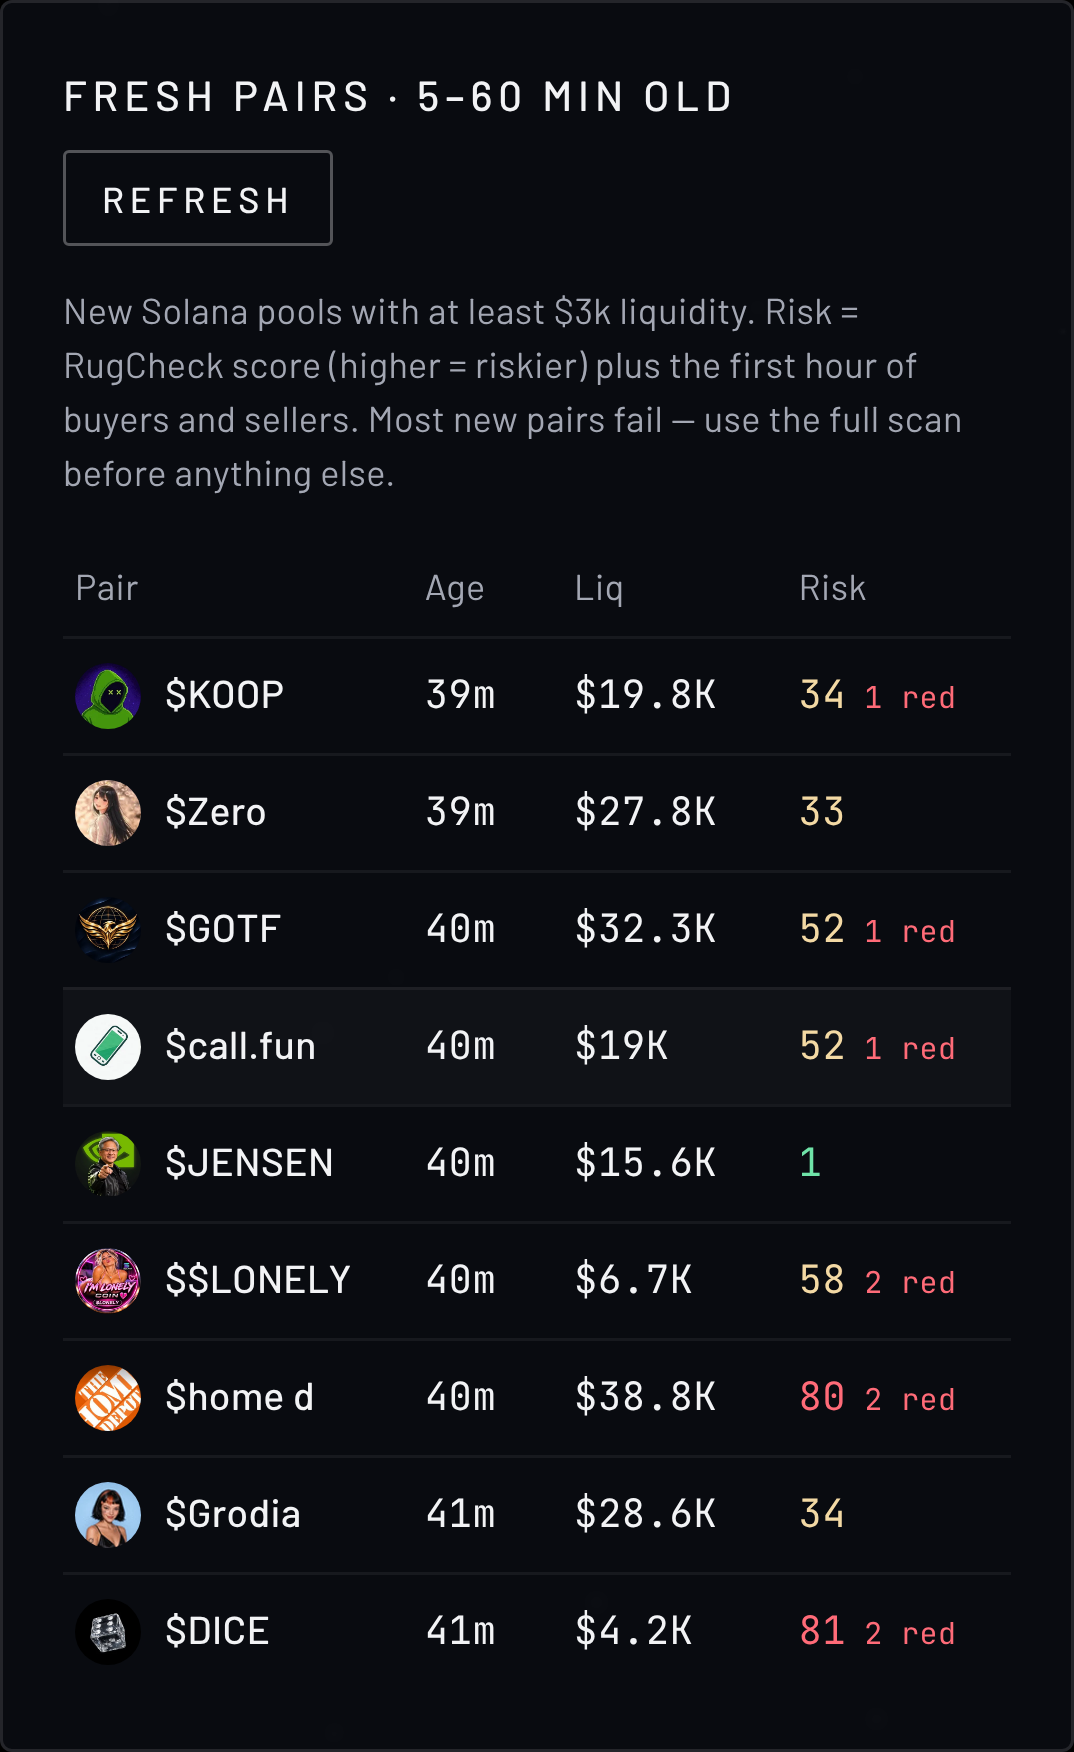 FRESH PAIRS · 5–60 MIN OLD
REFRESH
New Solana pools with at least $3k liquidity. Risk =
RugCheck score (higher = riskier) plus the first hour of
buyers and sellers. Most new pairs fail — use the full scan
before anything else.
Pair Age Liq Risk
$KOOP 39m $19.8K 34 1 red
$Zero 39m $27.8K 33
$GOTF 40m $32.3K 52 1 red
$call.fun 40m $19K 52 1 red
$JENSEN 40m $15.6K 1
I'M LONELY
COIN
$$LONELY 40m $6.7K 58 2 red
THE
$home d 40m $38.8K 80 2 red
$Grodia 41m $28.6K 34
$DICE 41m $4.2K 81 2 red